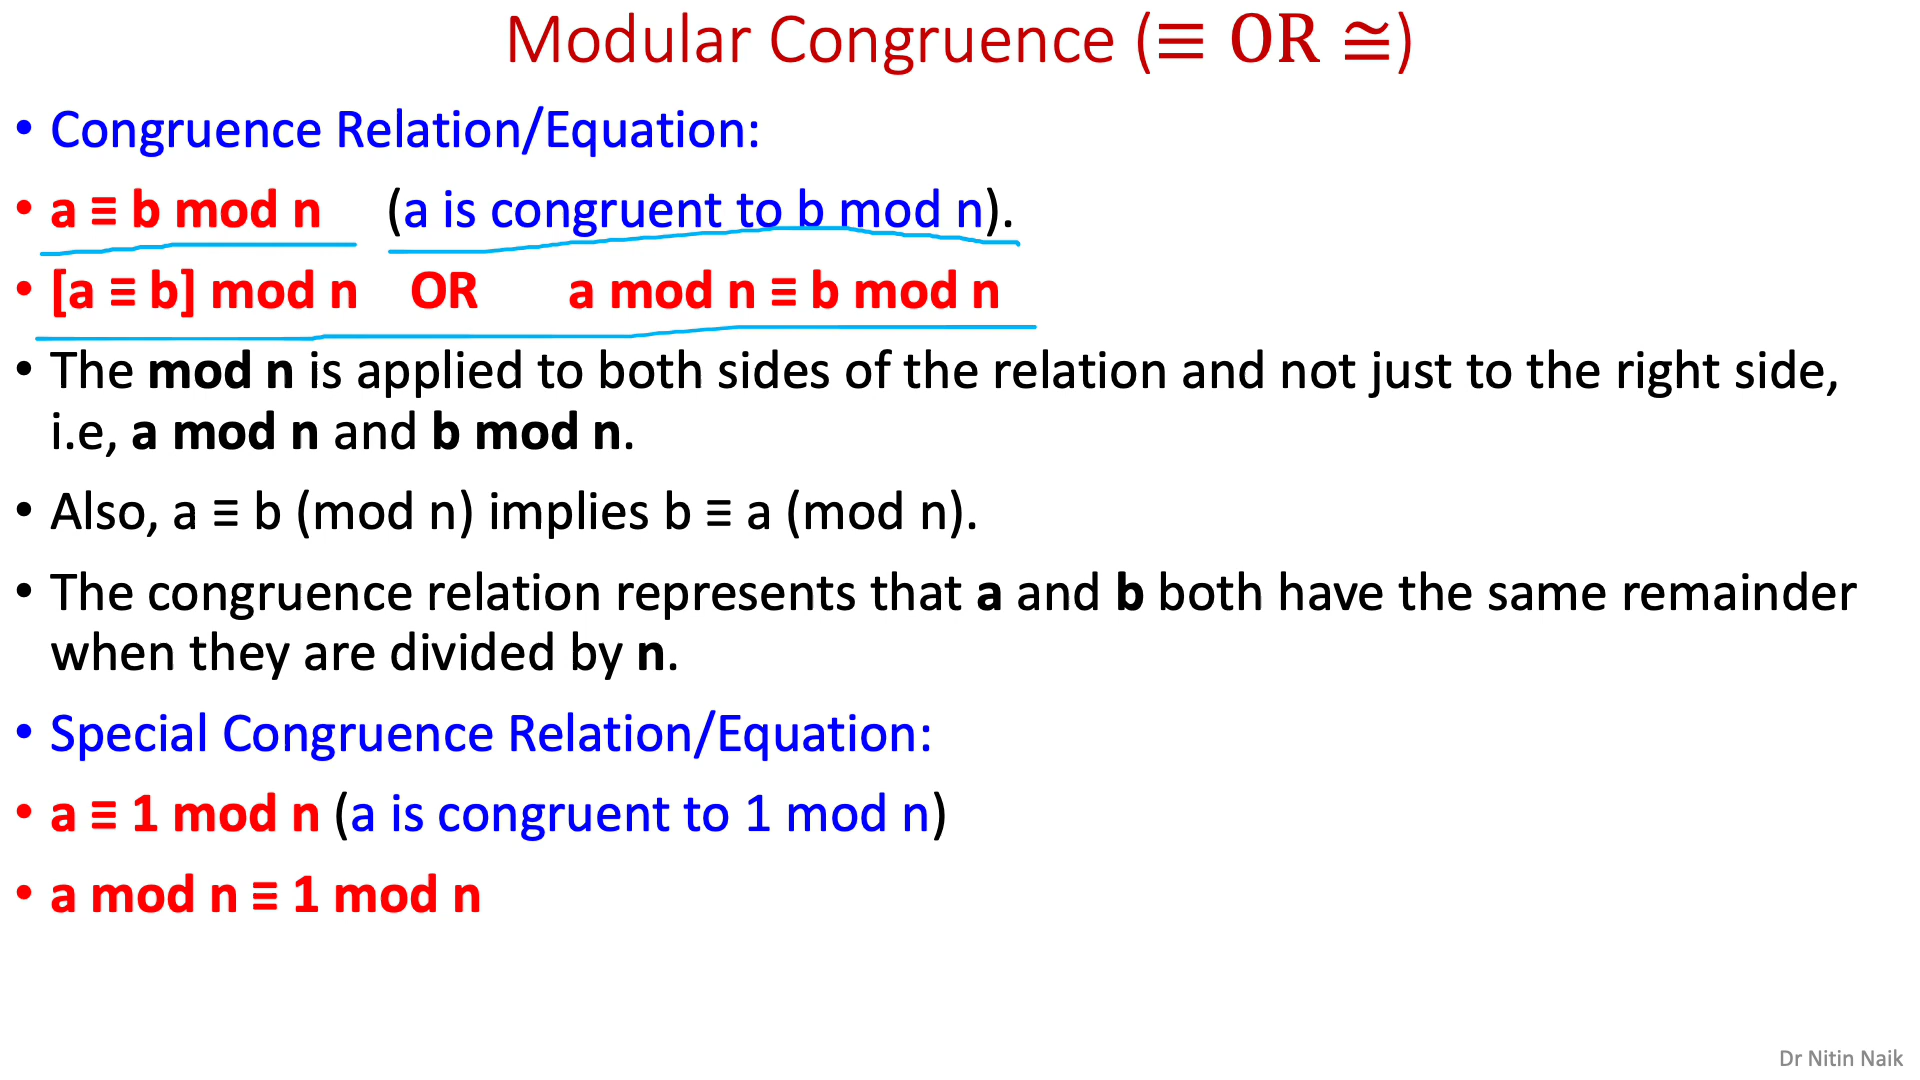 Modular Congruence (≡ OR ≅)
• Congruence Relation/Equation:
• a ≡ b mod n (a is congruent to b mod n).
• [a ≡ b] mod n OR a mod n ≡ b mod n
• The mod n is applied to both sides of the relation and not just to the right side,
i.e, a mod n and b mod n.
• Also, a ≡ b (mod n) implies b ≡ a (mod n).
• The congruence relation represents that a and b both have the same remainder
when they are divided by n.
• Special Congruence Relation/Equation:
• a ≡ 1 mod n (a is congruent to 1 mod n)
• a mod n ≡ 1 mod n
Dr Nitin Naik